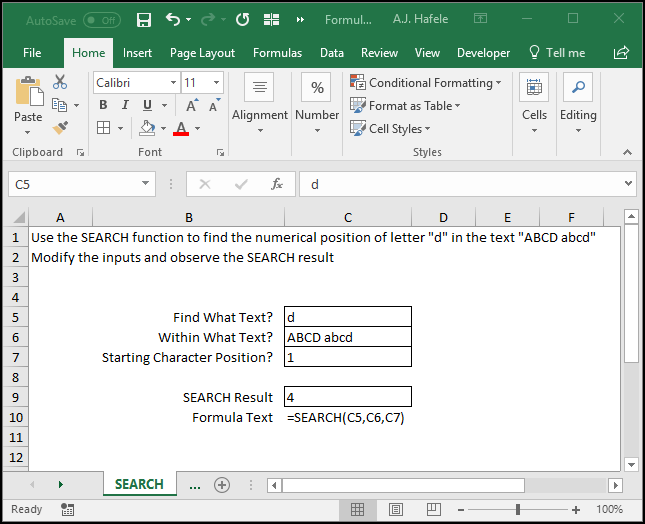 AutoSave Off Formul... A.J. Hafele
File Home Insert Page Layout Formulas Data Review View Developer Tell me
Calibri 11 Conditional Formatting
Paste B I U A A Alignment Number Format as Table Cells Editing
A Cell Styles
Clipboard Font Styles
C5 fx d
A B C D E F
1 Use the SEARCH function to find the numerical position of letter "d" in the text "ABCD abcd"
2 Modify the inputs and observe the SEARCH result
3
4
5 Find What Text? d
6 Within What Text? ABCD abcd
7 Starting Character Position? 1
8
9 SEARCH Result 4
10 Formula Text =SEARCH(C5,C6,C7)
11
12
SEARCH ...
Ready 100%